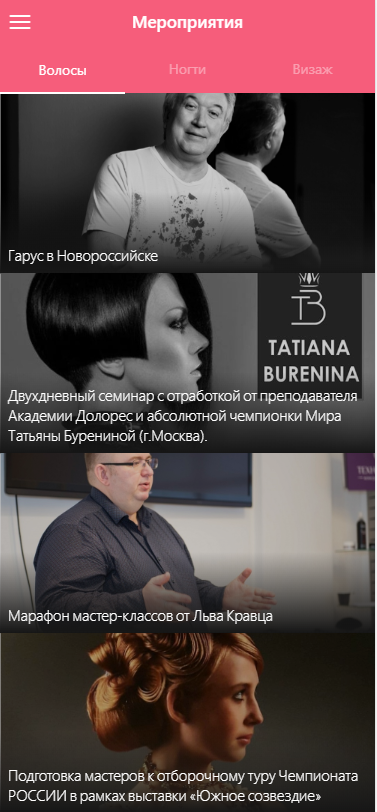 Мероприятия
Волосы Ногти Визаж
Гарус в Новороссийске
TB
TATIANA
BURENINA
Двухдневный семинар с отработкой от преподавателя
Академии Долорес и абсолютной чемпионки Мира
Татьяны Бурениной (г.Москва).
Марафон мастер-классов от Льва Кравца
Подготовка мастеров к отборочному туру Чемпионата
РОССИИ в рамках выставки «Южное созвездие»